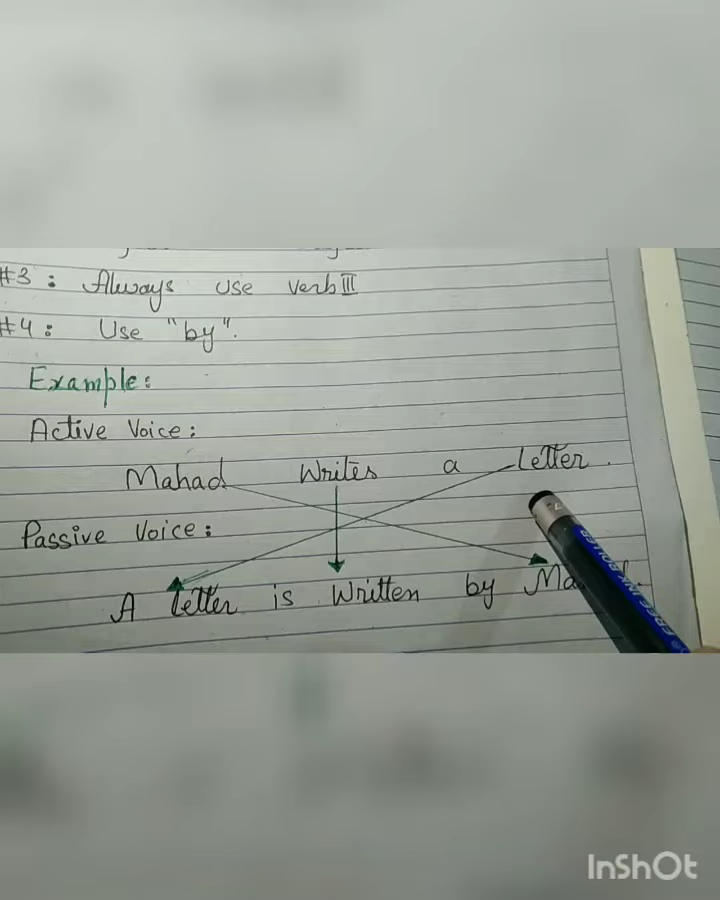 #3 : Always use verb III
#4 : Use "by".
Example :
Active Voice :
Mahad Writes a Letter .
Passive Voice :
A letter is Written by
InShOt